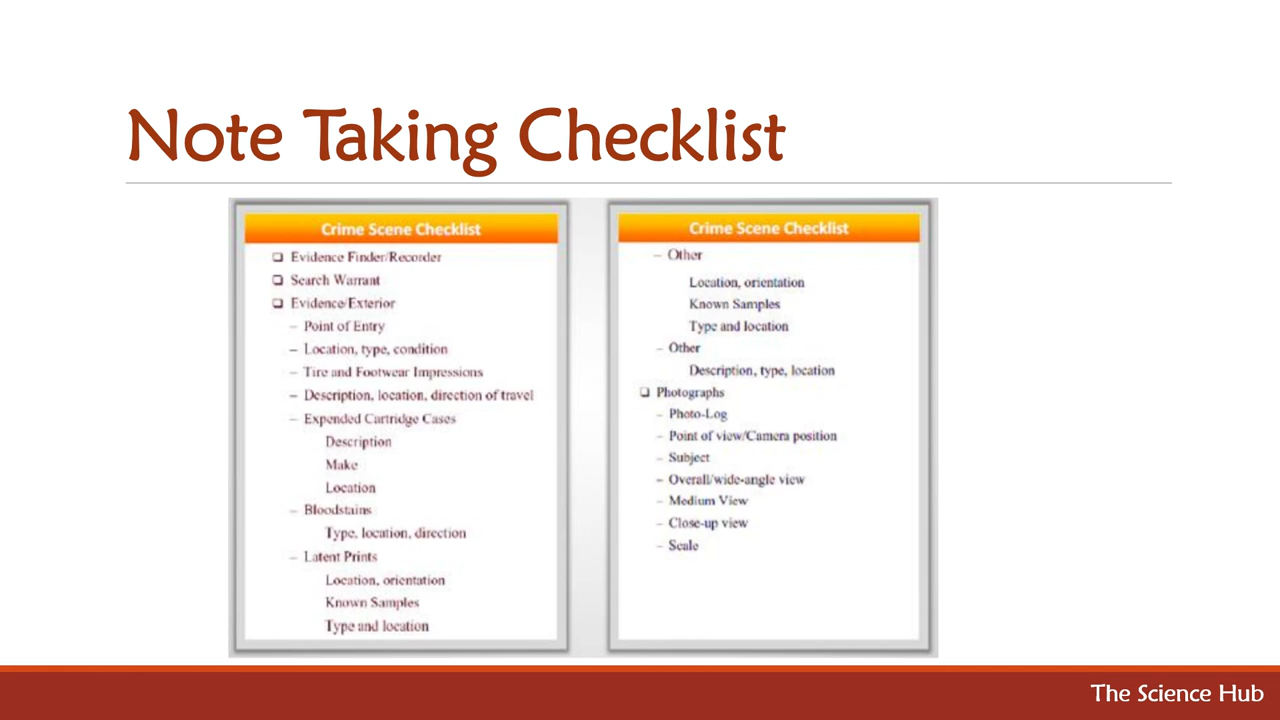 Note Taking Checklist
Crime Scene Checklist
❑ Evidence Finder/Recorder
❑ Search Warrant
❑ Evidence/Exterior
– Point of Entry
– Location, type, condition
– Tire and Footwear Impressions
– Description, location, direction of travel
– Expended Cartridge Cases
Description
Make
Location
– Bloodstains
Type, location, direction
– Latent Prints
Location, orientation
Known Samples
Type and location
Crime Scene Checklist
– Other
Location, orientation
Known Samples
Type and location
– Other
Description, type, location
❑ Photographs
– Photo-Log
– Point of view/Camera position
– Subject
– Overall/wide-angle view
– Medium View
– Close-up view
– Scale
The Science Hub